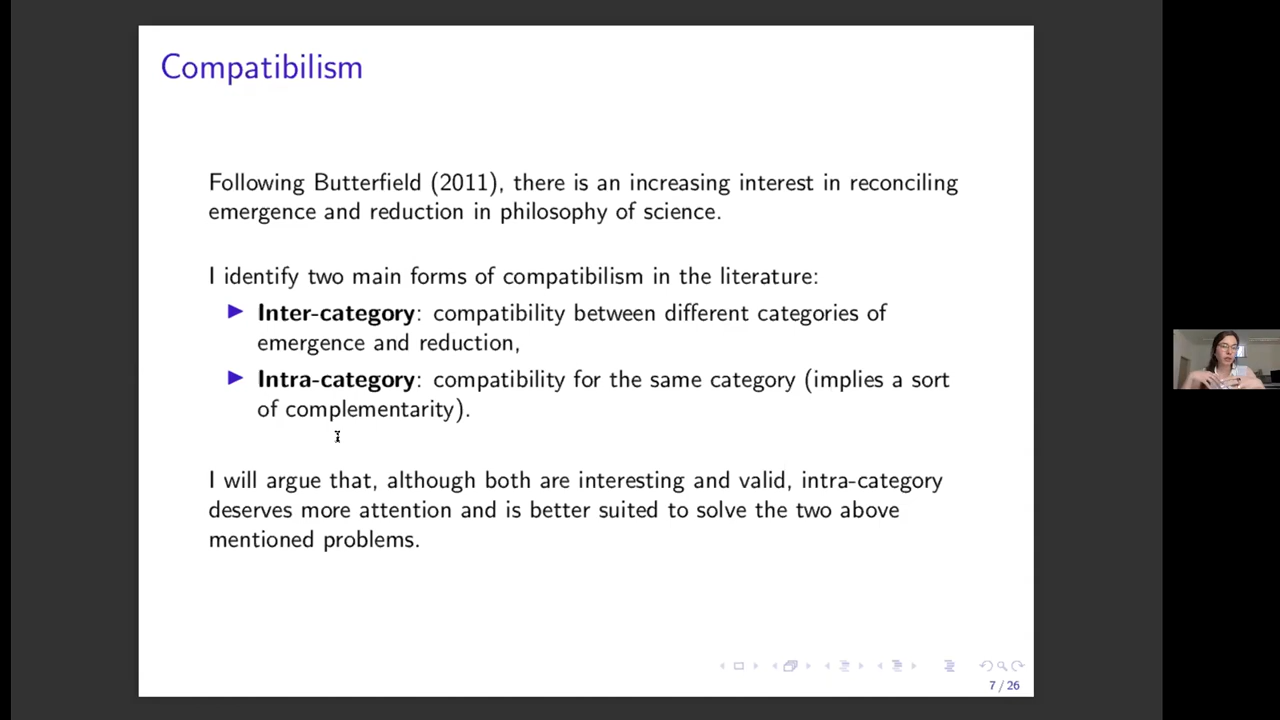 Compatibilism
Following Butterfield (2011), there is an increasing interest in reconciling
emergence and reduction in philosophy of science.
I identify two main forms of compatibilism in the literature:
▶ Inter-category: compatibility between different categories of
emergence and reduction,
▶ Intra-category: compatibility for the same category (implies a sort
of complementarity).
I will argue that, although both are interesting and valid, intra-category
deserves more attention and is better suited to solve the two above
mentioned problems.
7 / 26